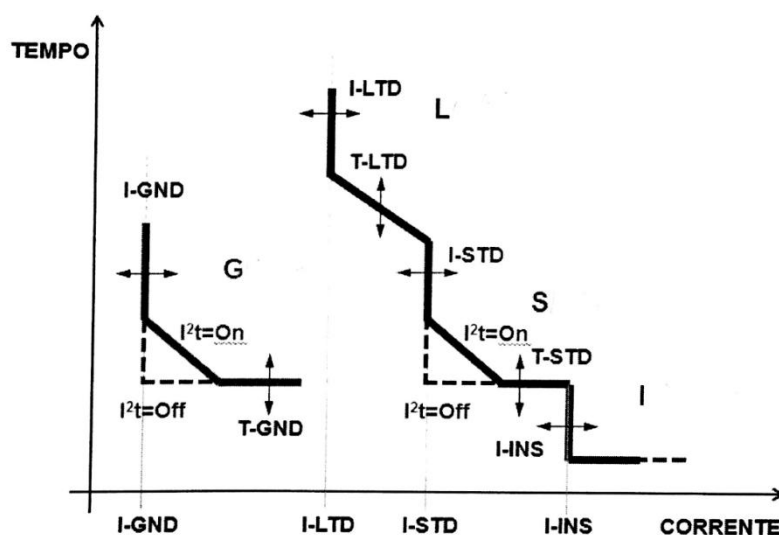 TEMPO
I-LTD
L
T-LTD
I-GND
I-STD
G
S
I²t=On
I²t=On
T-STD
I²t=Off
I²t=Off
I
T-GND
I-INS
I-GND
I-LTD
I-STD
I-INS
CORRENTE